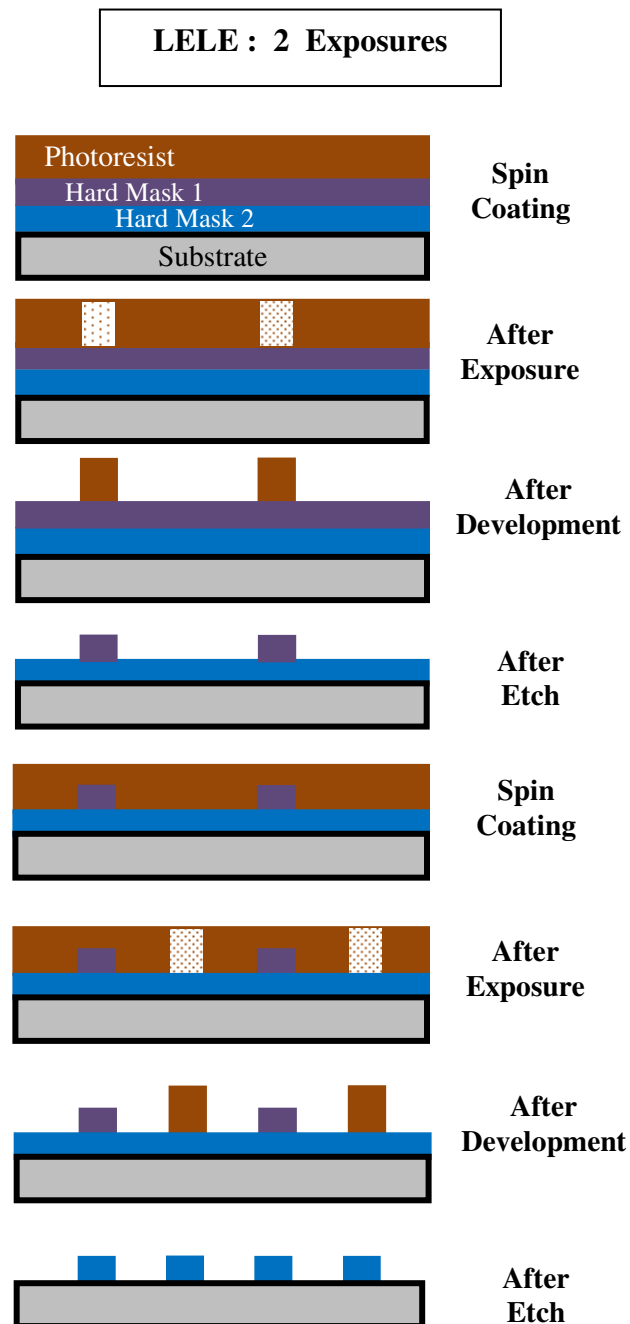 LELE : 2 Exposures
Photoresist
Hard Mask 1
Hard Mask 2
Substrate
Spin
Coating
After
Exposure
After
Development
After
Etch
Spin
Coating
After
Exposure
After
Development
After
Etch